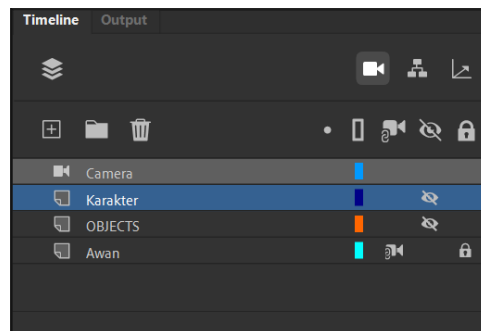 Timeline Output
Camera
Karakter
OBJECTS
Awan